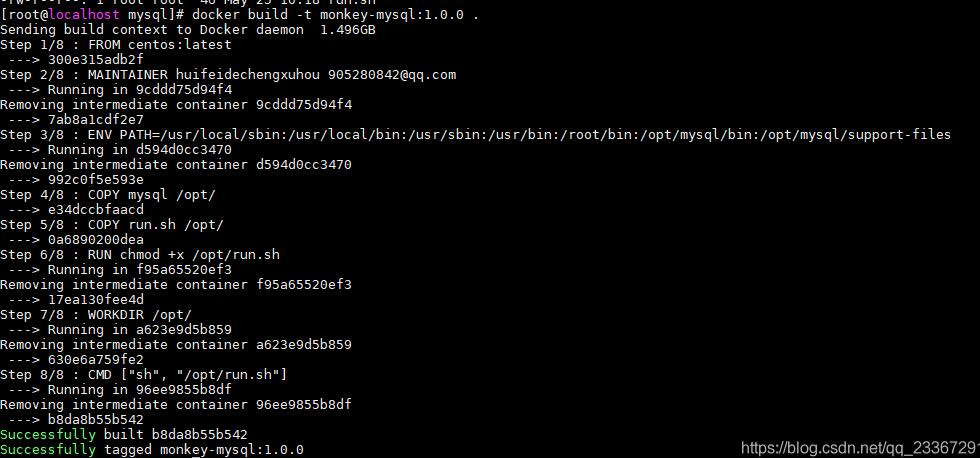 -rw-r--r--. 1 root root  46 May 25 16:18 run.sh
[root@localhost mysql]# docker build -t monkey-mysql:1.0.0 .
Sending build context to Docker daemon  1.496GB
Step 1/8 : FROM centos:latest
 ---> 300e315adb2f
Step 2/8 : MAINTAINER huifeidechengxuhou 905280842@qq.com
 ---> Running in 9cddd75d94f4
Removing intermediate container 9cddd75d94f4
 ---> 7ab8a1cdf2e7
Step 3/8 : ENV PATH=/usr/local/sbin:/usr/local/bin:/usr/sbin:/usr/bin:/root/bin:/opt/mysql/bin:/opt/mysql/support-files
 ---> Running in d594d0cc3470
Removing intermediate container d594d0cc3470
 ---> 992c0f5e593e
Step 4/8 : COPY mysql /opt/
 ---> e34dccbfaacd
Step 5/8 : COPY run.sh /opt/
 ---> 0a6890200dea
Step 6/8 : RUN chmod +x /opt/run.sh
 ---> Running in f95a65520ef3
Removing intermediate container f95a65520ef3
 ---> 17ea130fee4d
Step 7/8 : WORKDIR /opt/
 ---> Running in a623e9d5b859
Removing intermediate container a623e9d5b859
 ---> 630e6a759fe2
Step 8/8 : CMD ["sh", "/opt/run.sh"]
 ---> Running in 96ee9855b8df
Removing intermediate container 96ee9855b8df
 ---> b8da8b55b542
Successfully built b8da8b55b542
Successfully tagged monkey-mysql:1.0.0
https://blog.csdn.net/qq_23367291